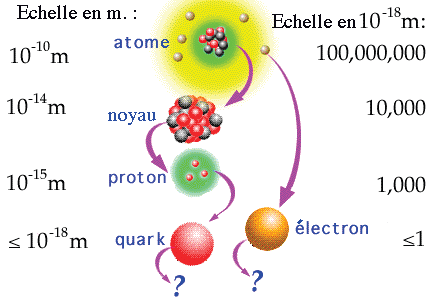 Echelle en m. : Echelle en 10⁻¹⁸m:
10⁻¹⁰m atome 100,000,000
10⁻¹⁴m noyau 10,000
10⁻¹⁵m proton 1,000
≤ 10⁻¹⁸m quark électron ≤1
? ?